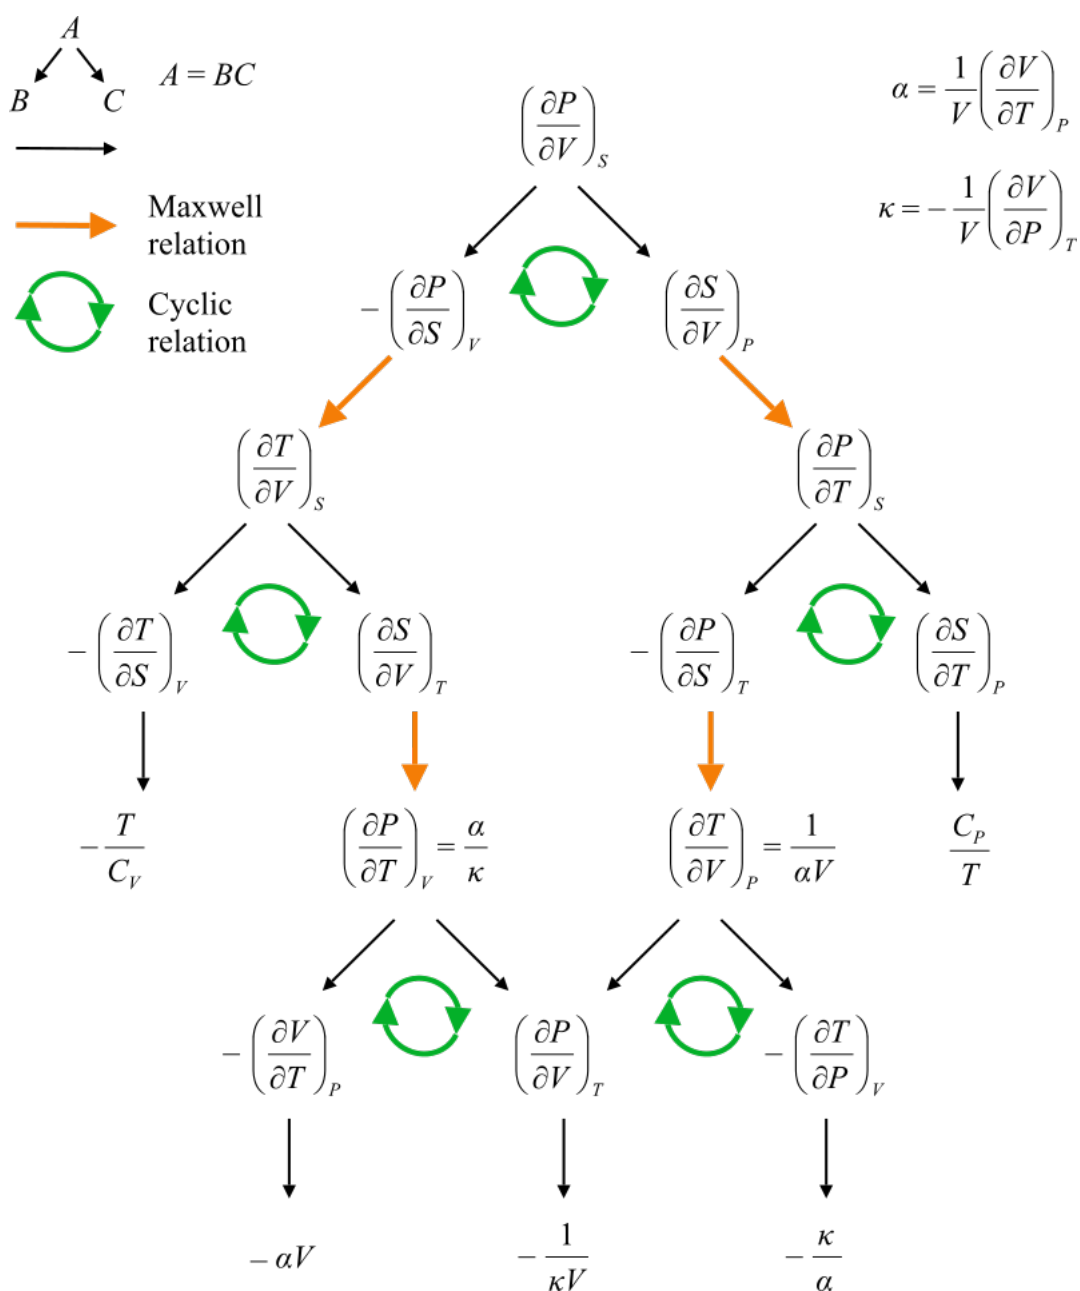 A
B C
A = BC
α = 1/V (∂V/∂T)_P
κ = − 1/V (∂V/∂P)_T
Maxwell
relation
Cyclic
relation
(∂P/∂V)_S
− (∂P/∂S)_V (∂S/∂V)_P
(∂T/∂V)_S (∂P/∂T)_S
− (∂T/∂S)_V (∂S/∂V)_T − (∂P/∂S)_T (∂S/∂T)_P
− T/C_V (∂P/∂T)_V = α/κ (∂T/∂V)_P = 1/αV C_P/T
− (∂V/∂T)_P (∂P/∂V)_T − (∂T/∂P)_V
− αV − 1/κV − κ/α